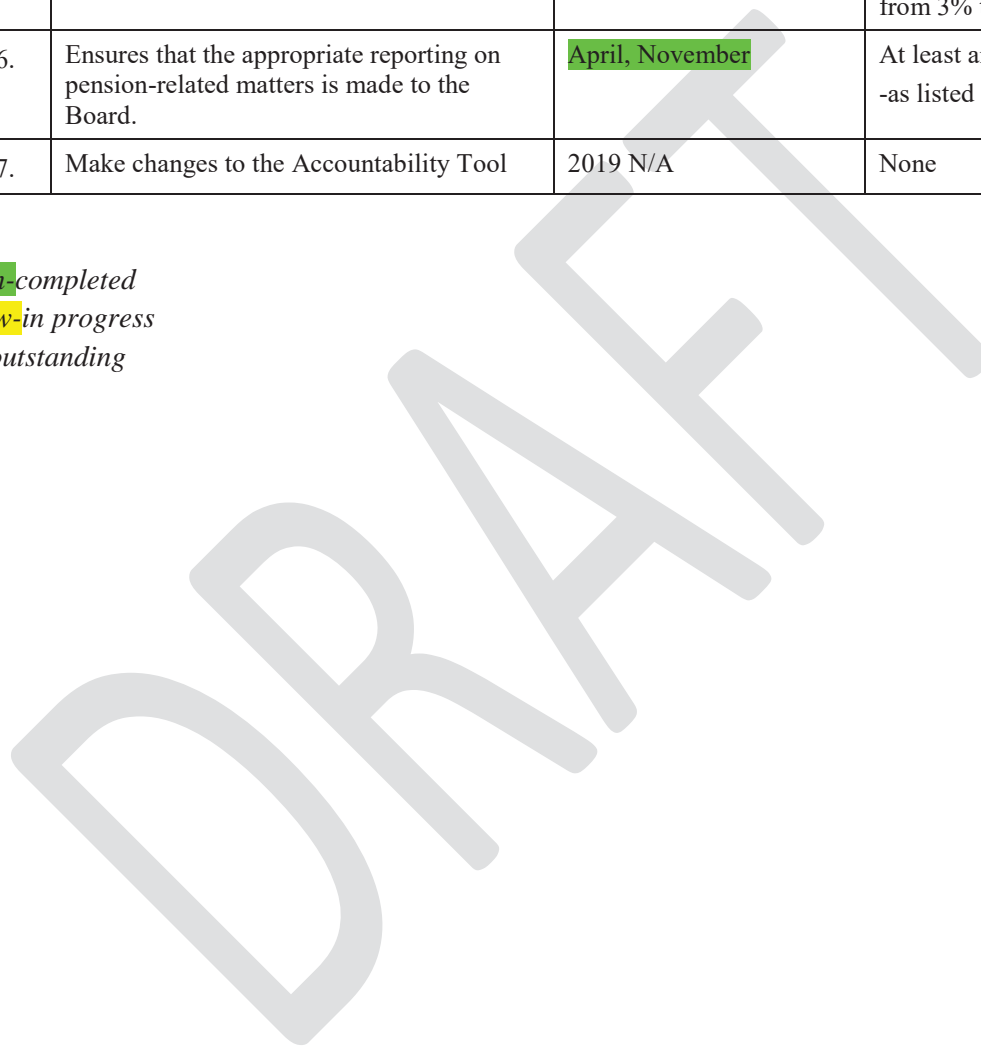 from 3%
6. Ensures that the appropriate reporting on April, November At least
pension-related matters is made to the -as listed
Board.
7. Make changes to the Accountability Tool 2019 N/A None
-completed
-in progress
outstanding
DRAFT